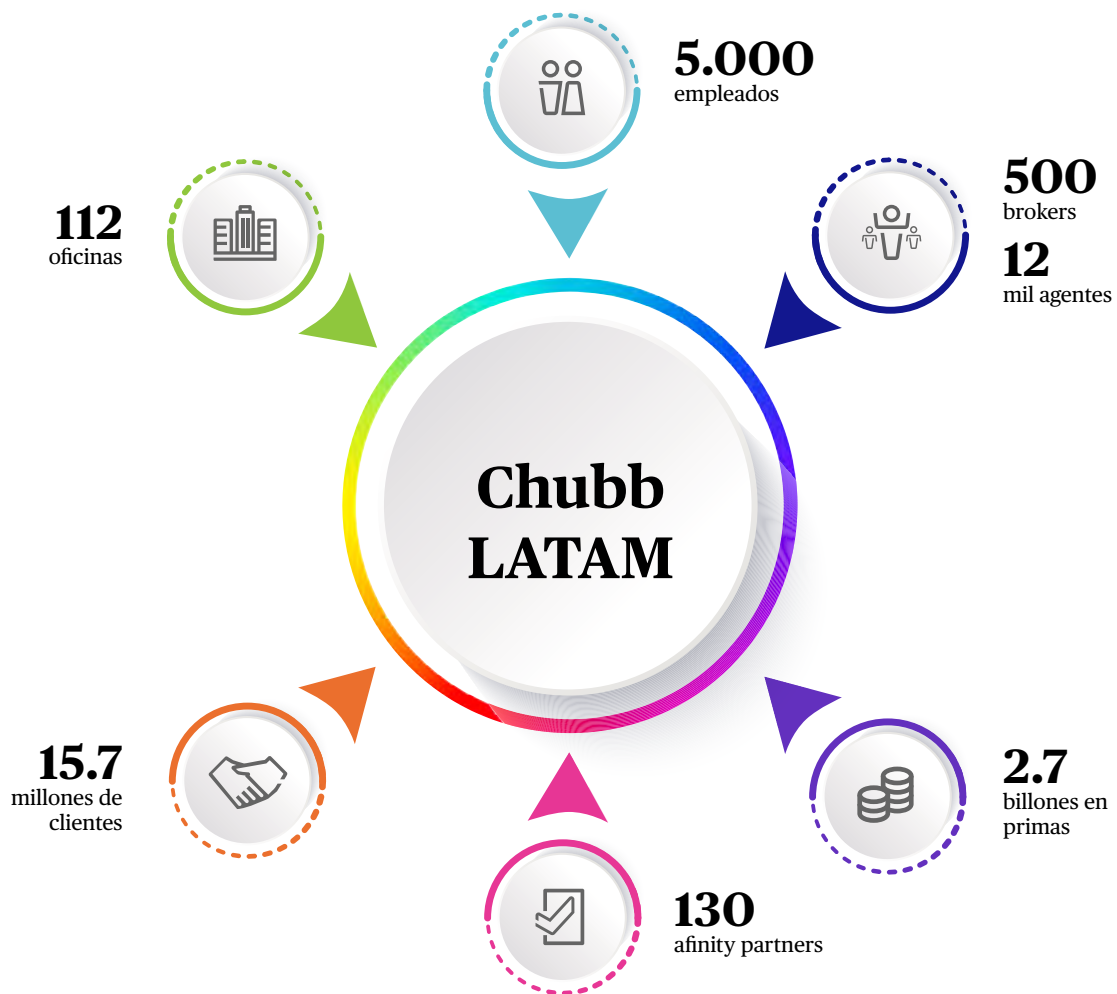 5.000
empleados
112
oficinas
500
brokers
12
mil agentes
Chubb
LATAM
15.7
millones de
clientes
2.7
billones en
primas
130
afinity partners